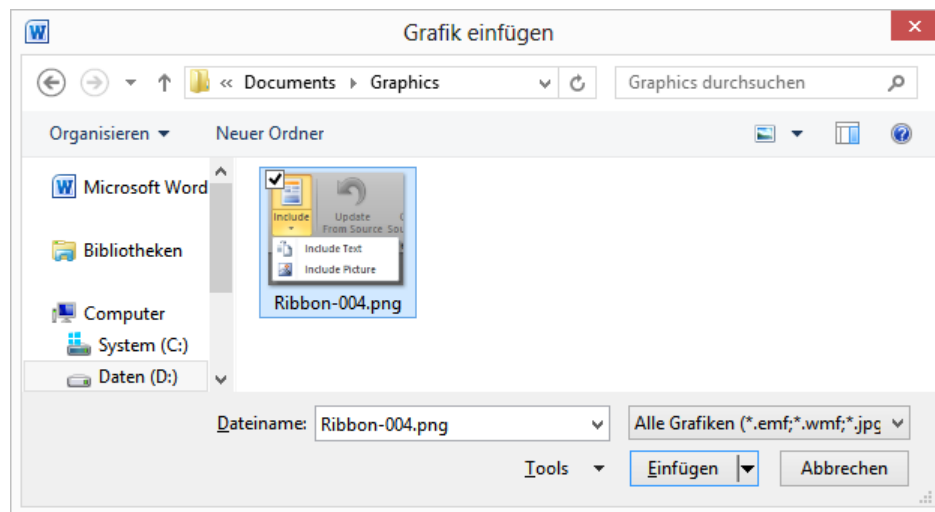 Grafik einfügen
« Documents Graphics
Graphics durchsuchen
Organisieren
Neuer Ordner
Microsoft Word
Bibliotheken
Computer
System (C:)
Daten (D:)
Include
Update
From Source
Sou
Include Text
Include Picture
Ribbon-004.png
Dateiname: Ribbon-004.png
Alle Grafiken (*.emf;*.wmf;*.jpg
Tools
Einfügen
Abbrechen